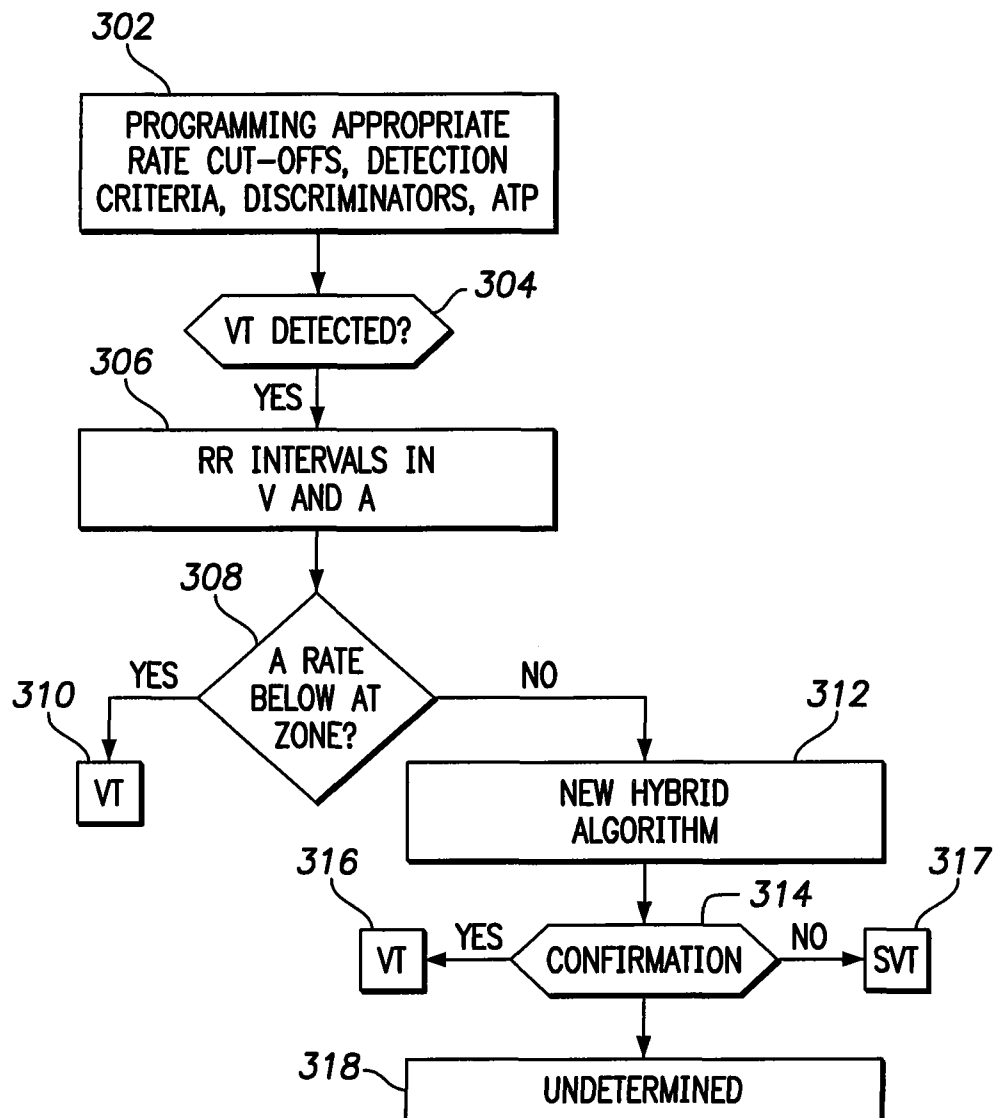 302
PROGRAMMING APPROPRIATE
RATE CUT-OFFS, DETECTION
CRITERIA, DISCRIMINATORS, ATP
304
VT DETECTED?
306
YES
RR INTERVALS IN
V AND A
308
A RATE
BELOW AT
ZONE?
YES
NO
310
VT
312
NEW HYBRID
ALGORITHM
316
314
317
VT
YES
CONFIRMATION
NO
SVT
318
UNDETERMINED